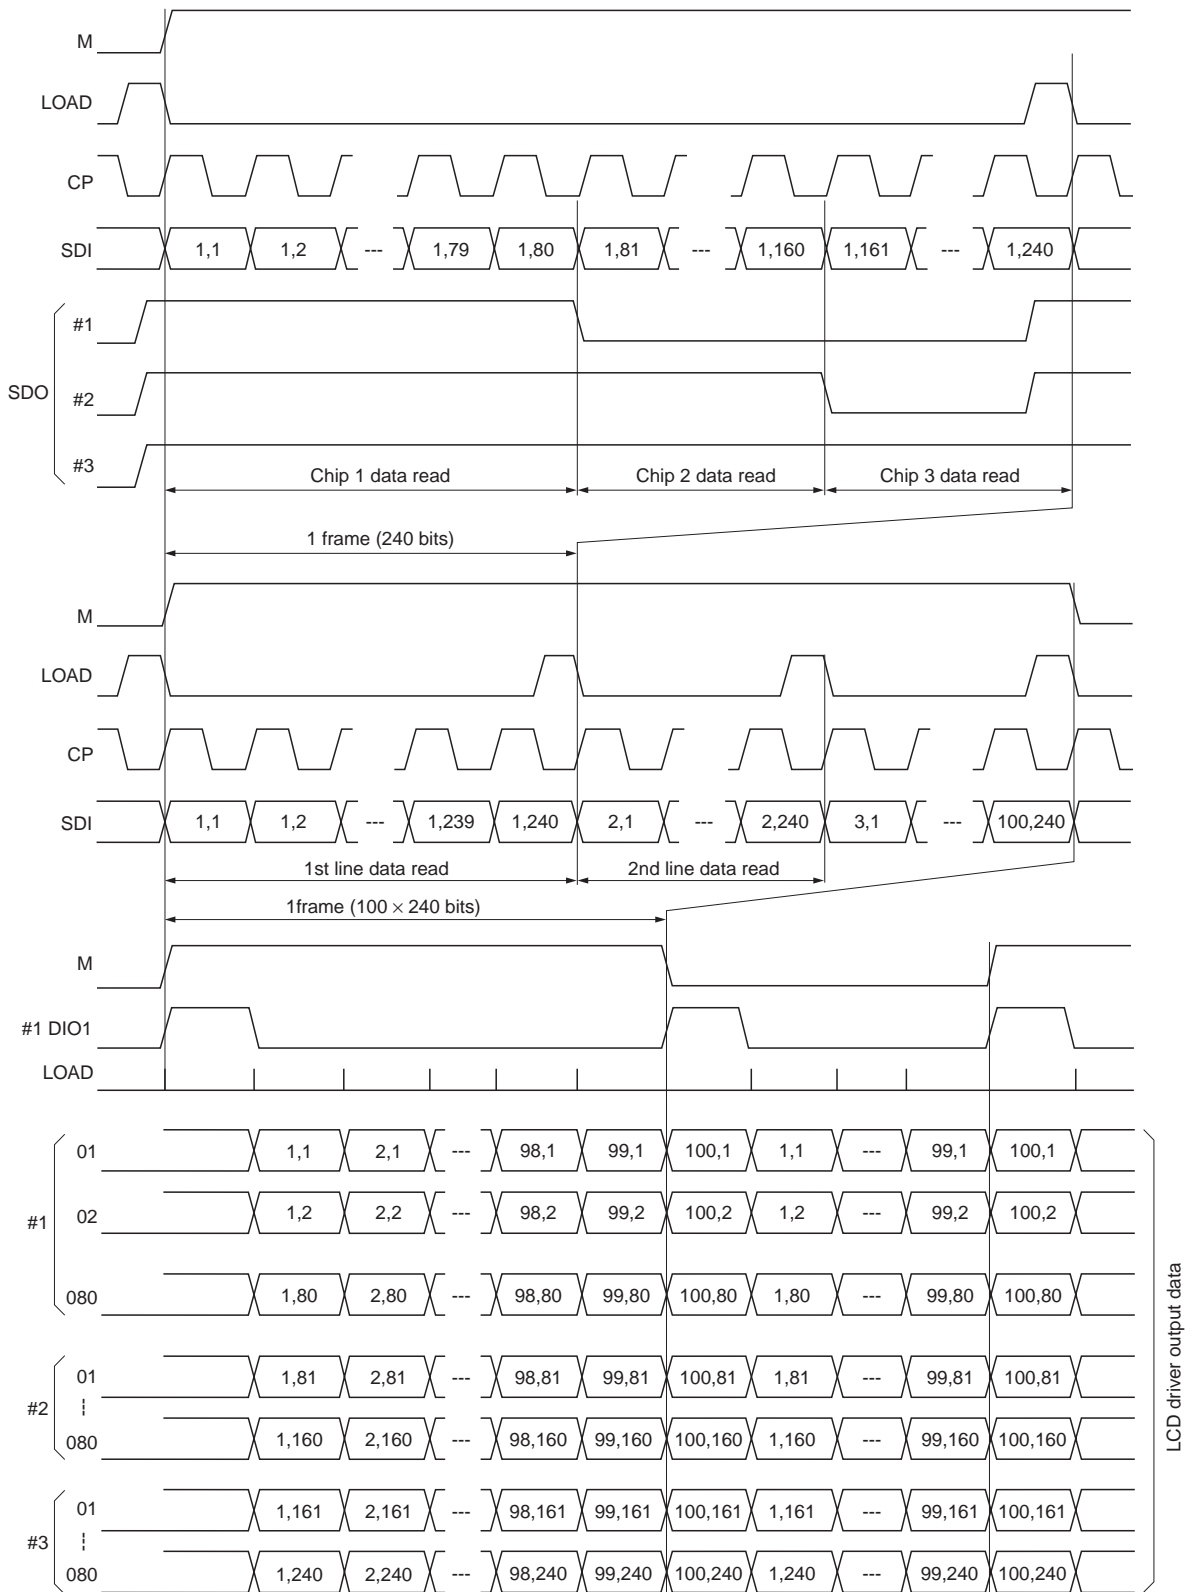 M
LOAD
CP
SDI 1,1 1,2 --- 1,79 1,80 1,81 --- 1,160 1,161 --- 1,240
SDO
#1
#2
#3
Chip 1 data read Chip 2 data read Chip 3 data read
1 frame (240 bits)
M
LOAD
CP
SDI 1,1 1,2 --- 1,239 1,240 2,1 --- 2,240 3,1 --- 100,240
1st line data read 2nd line data read
1frame (100 × 240 bits)
M
#1 DIO1
LOAD
#1
01 1,1 2,1 --- 98,1 99,1 100,1 1,1 --- 99,1 100,1
02 1,2 2,2 --- 98,2 99,2 100,2 1,2 --- 99,2 100,2
080 1,80 2,80 --- 98,80 99,80 100,80 1,80 --- 99,80 100,80
#2
01 1,81 2,81 --- 98,81 99,81 100,81 1,81 --- 99,81 100,81
080 1,160 2,160 --- 98,160 99,160 100,160 1,160 --- 99,160 100,160
#3
01 1,161 2,161 --- 98,161 99,161 100,161 1,161 --- 99,161 100,161
080 1,240 2,240 --- 98,240 99,240 100,240 1,240 --- 99,240 100,240
LCD driver output data